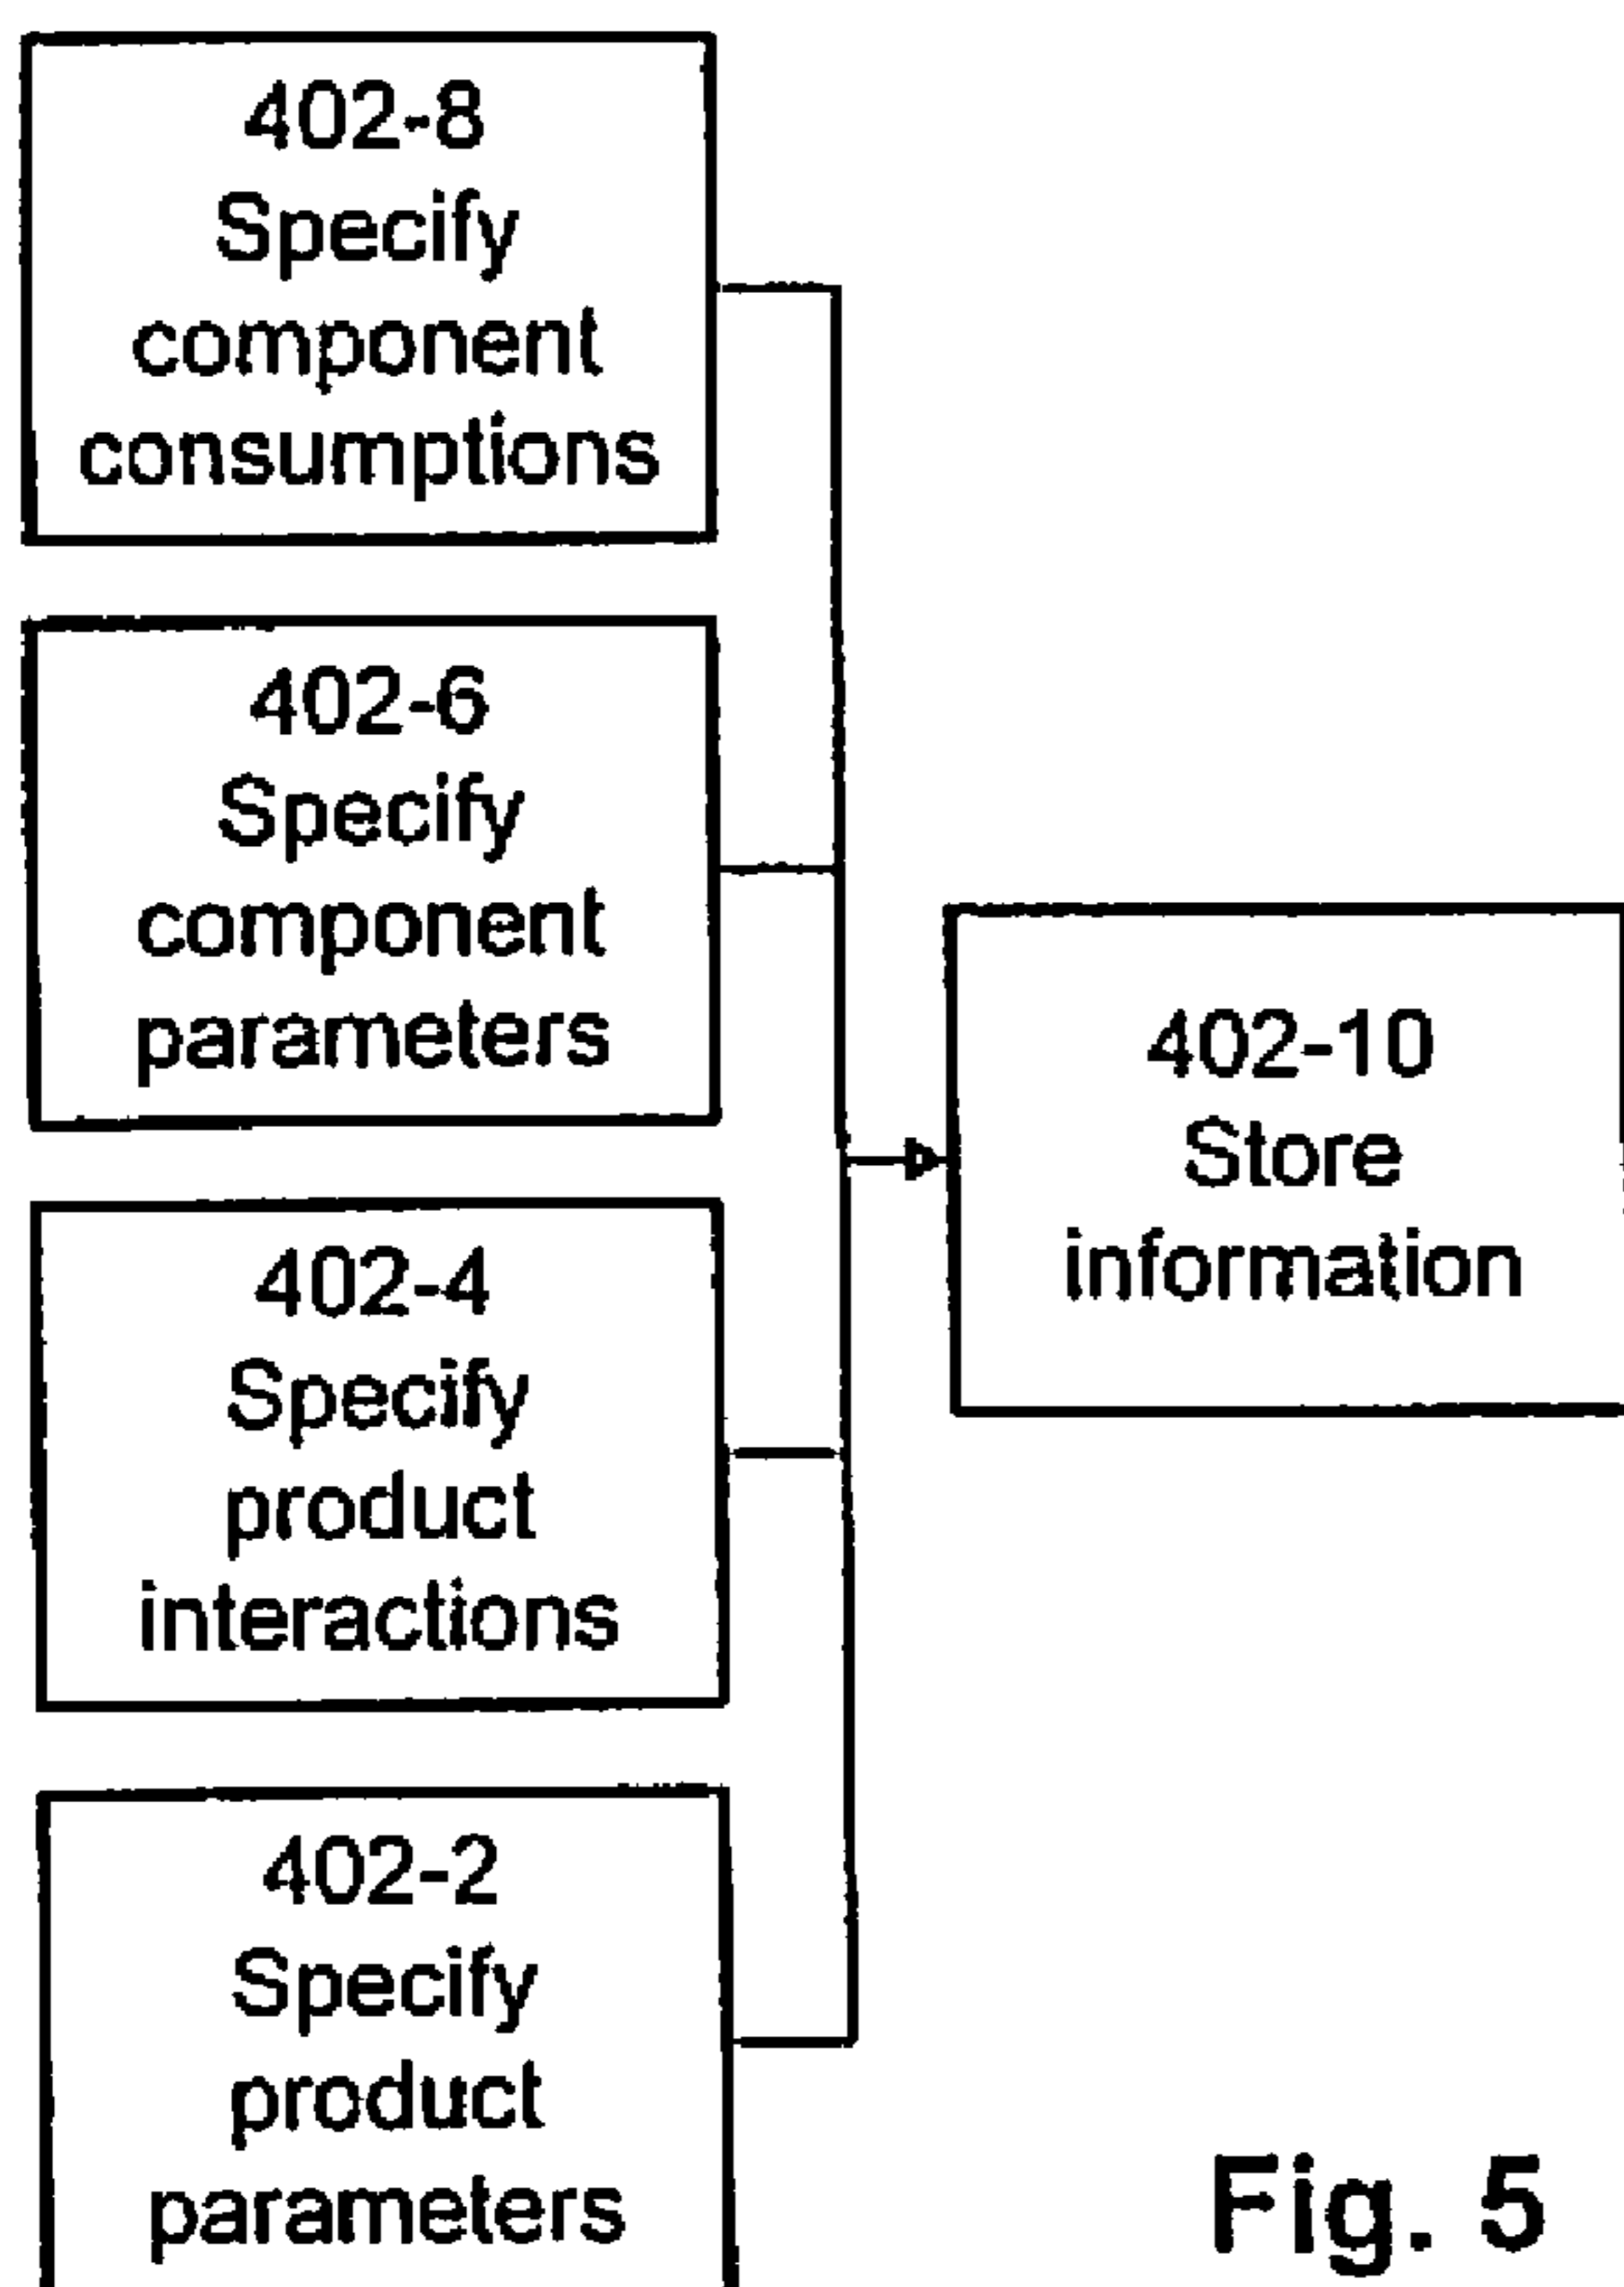 402-8
Specify
component
consumptions
402-6
Specify
component
parameters
402-4
Specify
product
interactions
402-2
Specify
product
parameters
402-10
Store
information
Fig. 5